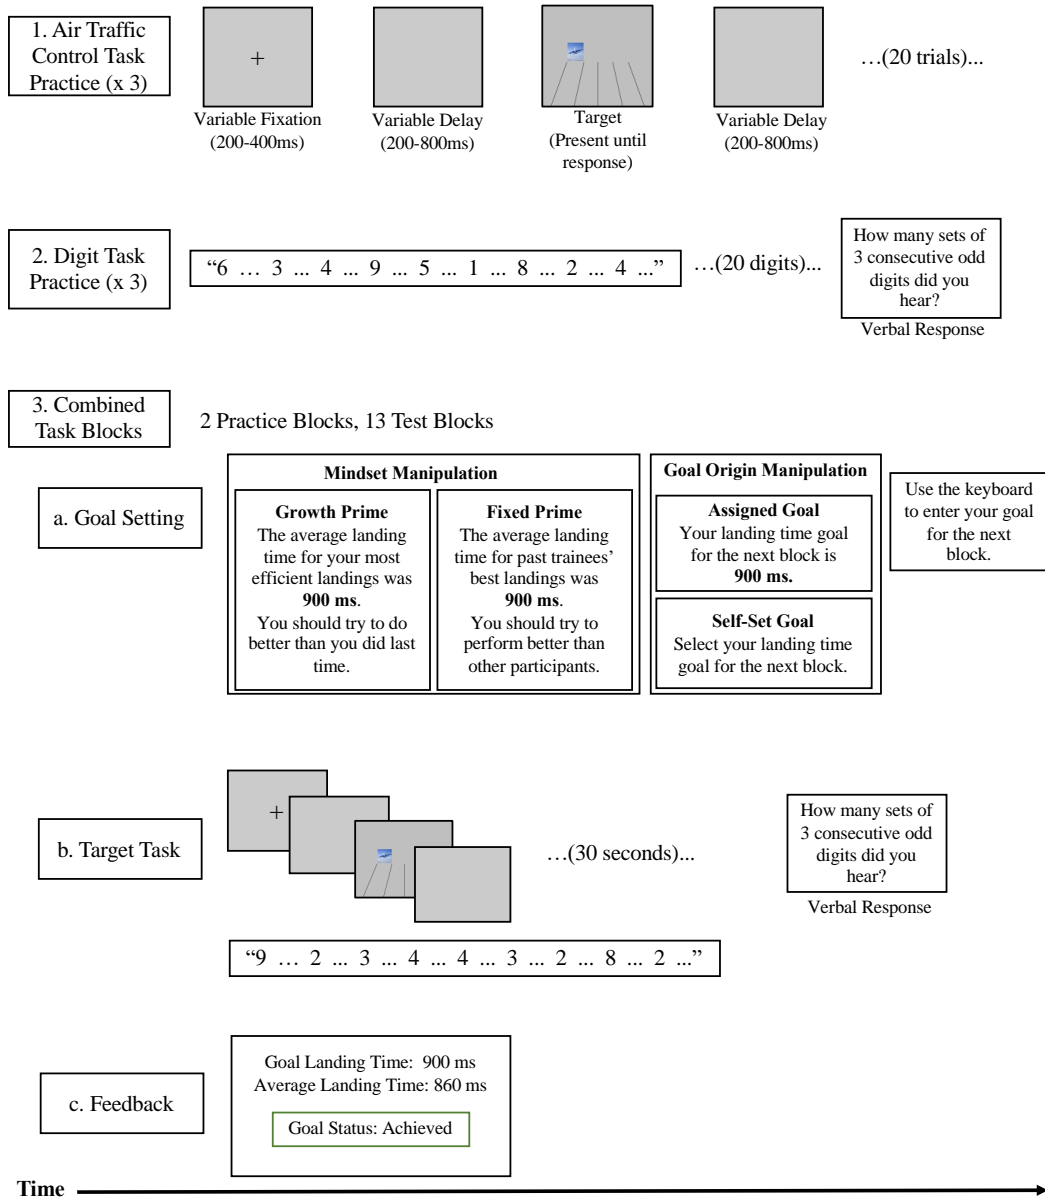 1. Air Traffic
Control Task
Practice (x 3)
+
Variable Fixation
(200-400ms)
Variable Delay
(200-800ms)
Target
(Present until
response)
Variable Delay
(200-800ms)
…(20 trials)...
2. Digit Task
Practice (x 3)
“6 … 3 ... 4 ... 9 ... 5 ... 1 ... 8 ... 2 ... 4 ...”
…(20 digits)...
How many sets of
3 consecutive odd
digits did you
hear?
Verbal Response
3. Combined
Task Blocks
2 Practice Blocks, 13 Test Blocks
a. Goal Setting
Mindset Manipulation
Growth Prime
The average landing
time for your most
efficient landings was
900 ms.
You should try to do
better than you did last
time.
Fixed Prime
The average landing
time for past trainees’
best landings was
900 ms.
You should try to
perform better than
other participants.
Goal Origin Manipulation
Assigned Goal
Your landing time goal
for the next block is
900 ms.
Self-Set Goal
Select your landing time
goal for the next block.
Use the keyboard
to enter your goal
for the next
block.
b. Target Task
+
…(30 seconds)...
How many sets of
3 consecutive odd
digits did you
hear?
Verbal Response
“9 … 2 ... 3 ... 4 ... 4 ... 3 ... 2 ... 8 ... 2 ...”
c. Feedback
Goal Landing Time: 900 ms
Average Landing Time: 860 ms
Goal Status: Achieved
Time